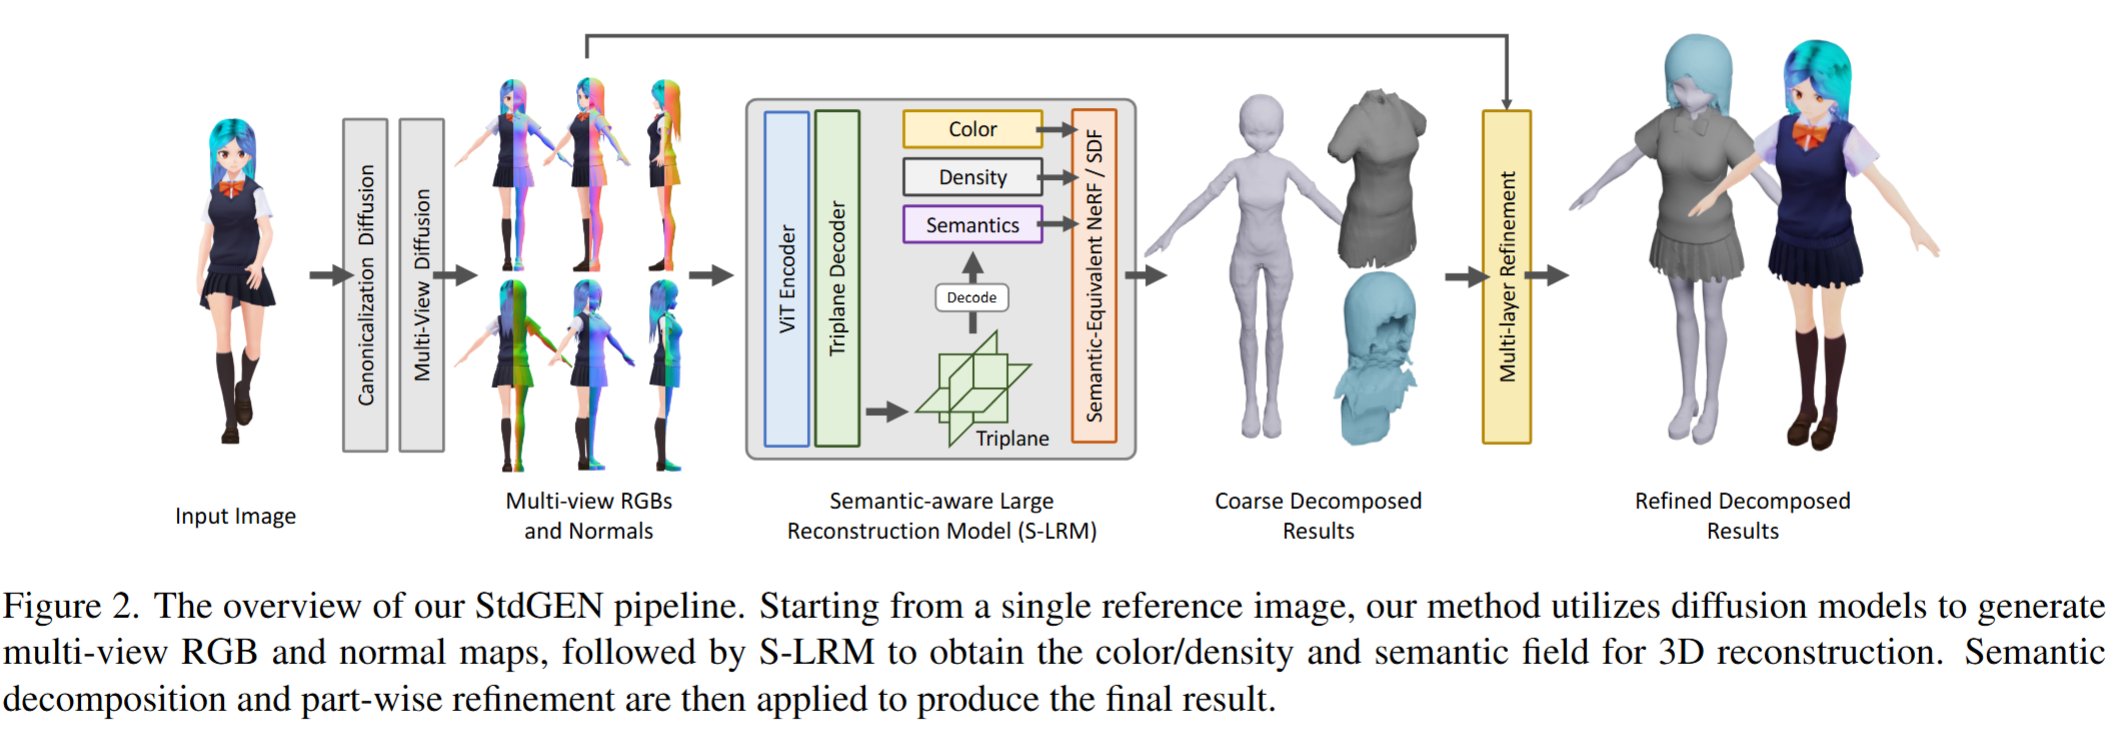 Canonicalization Diffusion
Multi-View Diffusion
ViT Encoder
Triplane Decoder
Color
Density
Semantics
Decode
Triplane
Semantic-Equivalent NeRF / SDF
Multi-layer Refinement
Input Image
Multi-view RGBs
and Normals
Semantic-aware Large
Reconstruction Model (S-LRM)
Coarse Decomposed
Results
Refined Decomposed
Results
Figure 2. The overview of our StdGEN pipeline. Starting from a single reference image, our method utilizes diffusion models to generate
multi-view RGB and normal maps, followed by S-LRM to obtain the color/density and semantic field for 3D reconstruction. Semantic
decomposition and part-wise refinement are then applied to produce the final result.